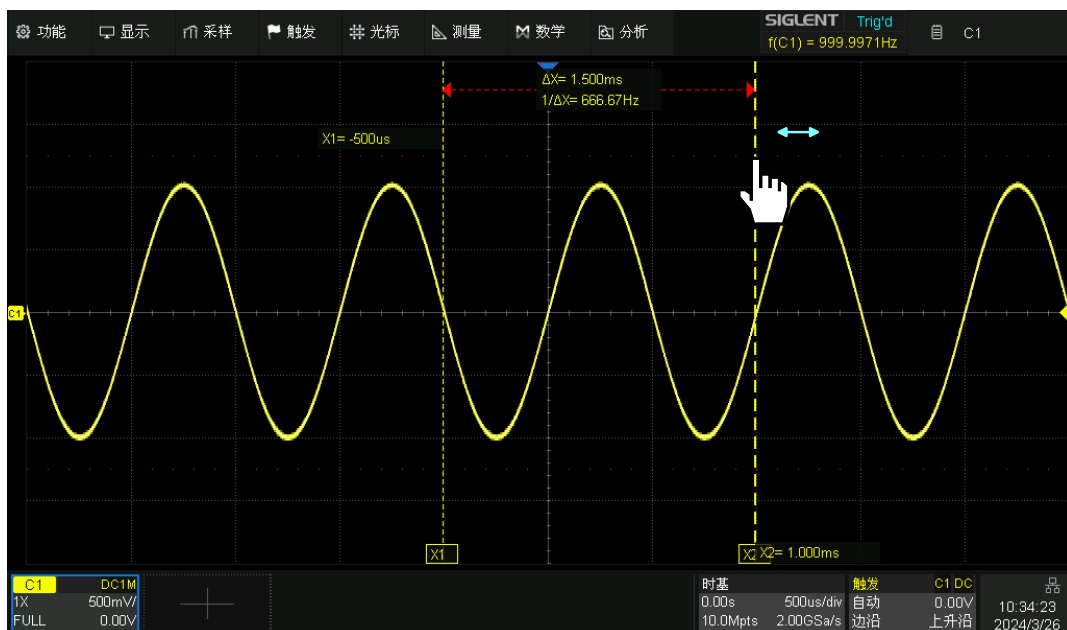 功能 显示 采样 触发 光标 测量 数学 分析 SIGLENT Trig'd
f(C1) = 999.9971Hz C1
ΔX= 1.500ms
1/ΔX= 666.67Hz
X1= -500us
C1
X1 X2 X2= 1.000ms
C1 DC1M 时基 触发 C1 DC
1X 500mV/ 0.00s 500us/div 自动 0.00V 10:34:23
FULL 0.00V 10.0Mpts 2.00GSa/s 边沿 上升沿 2024/3/26